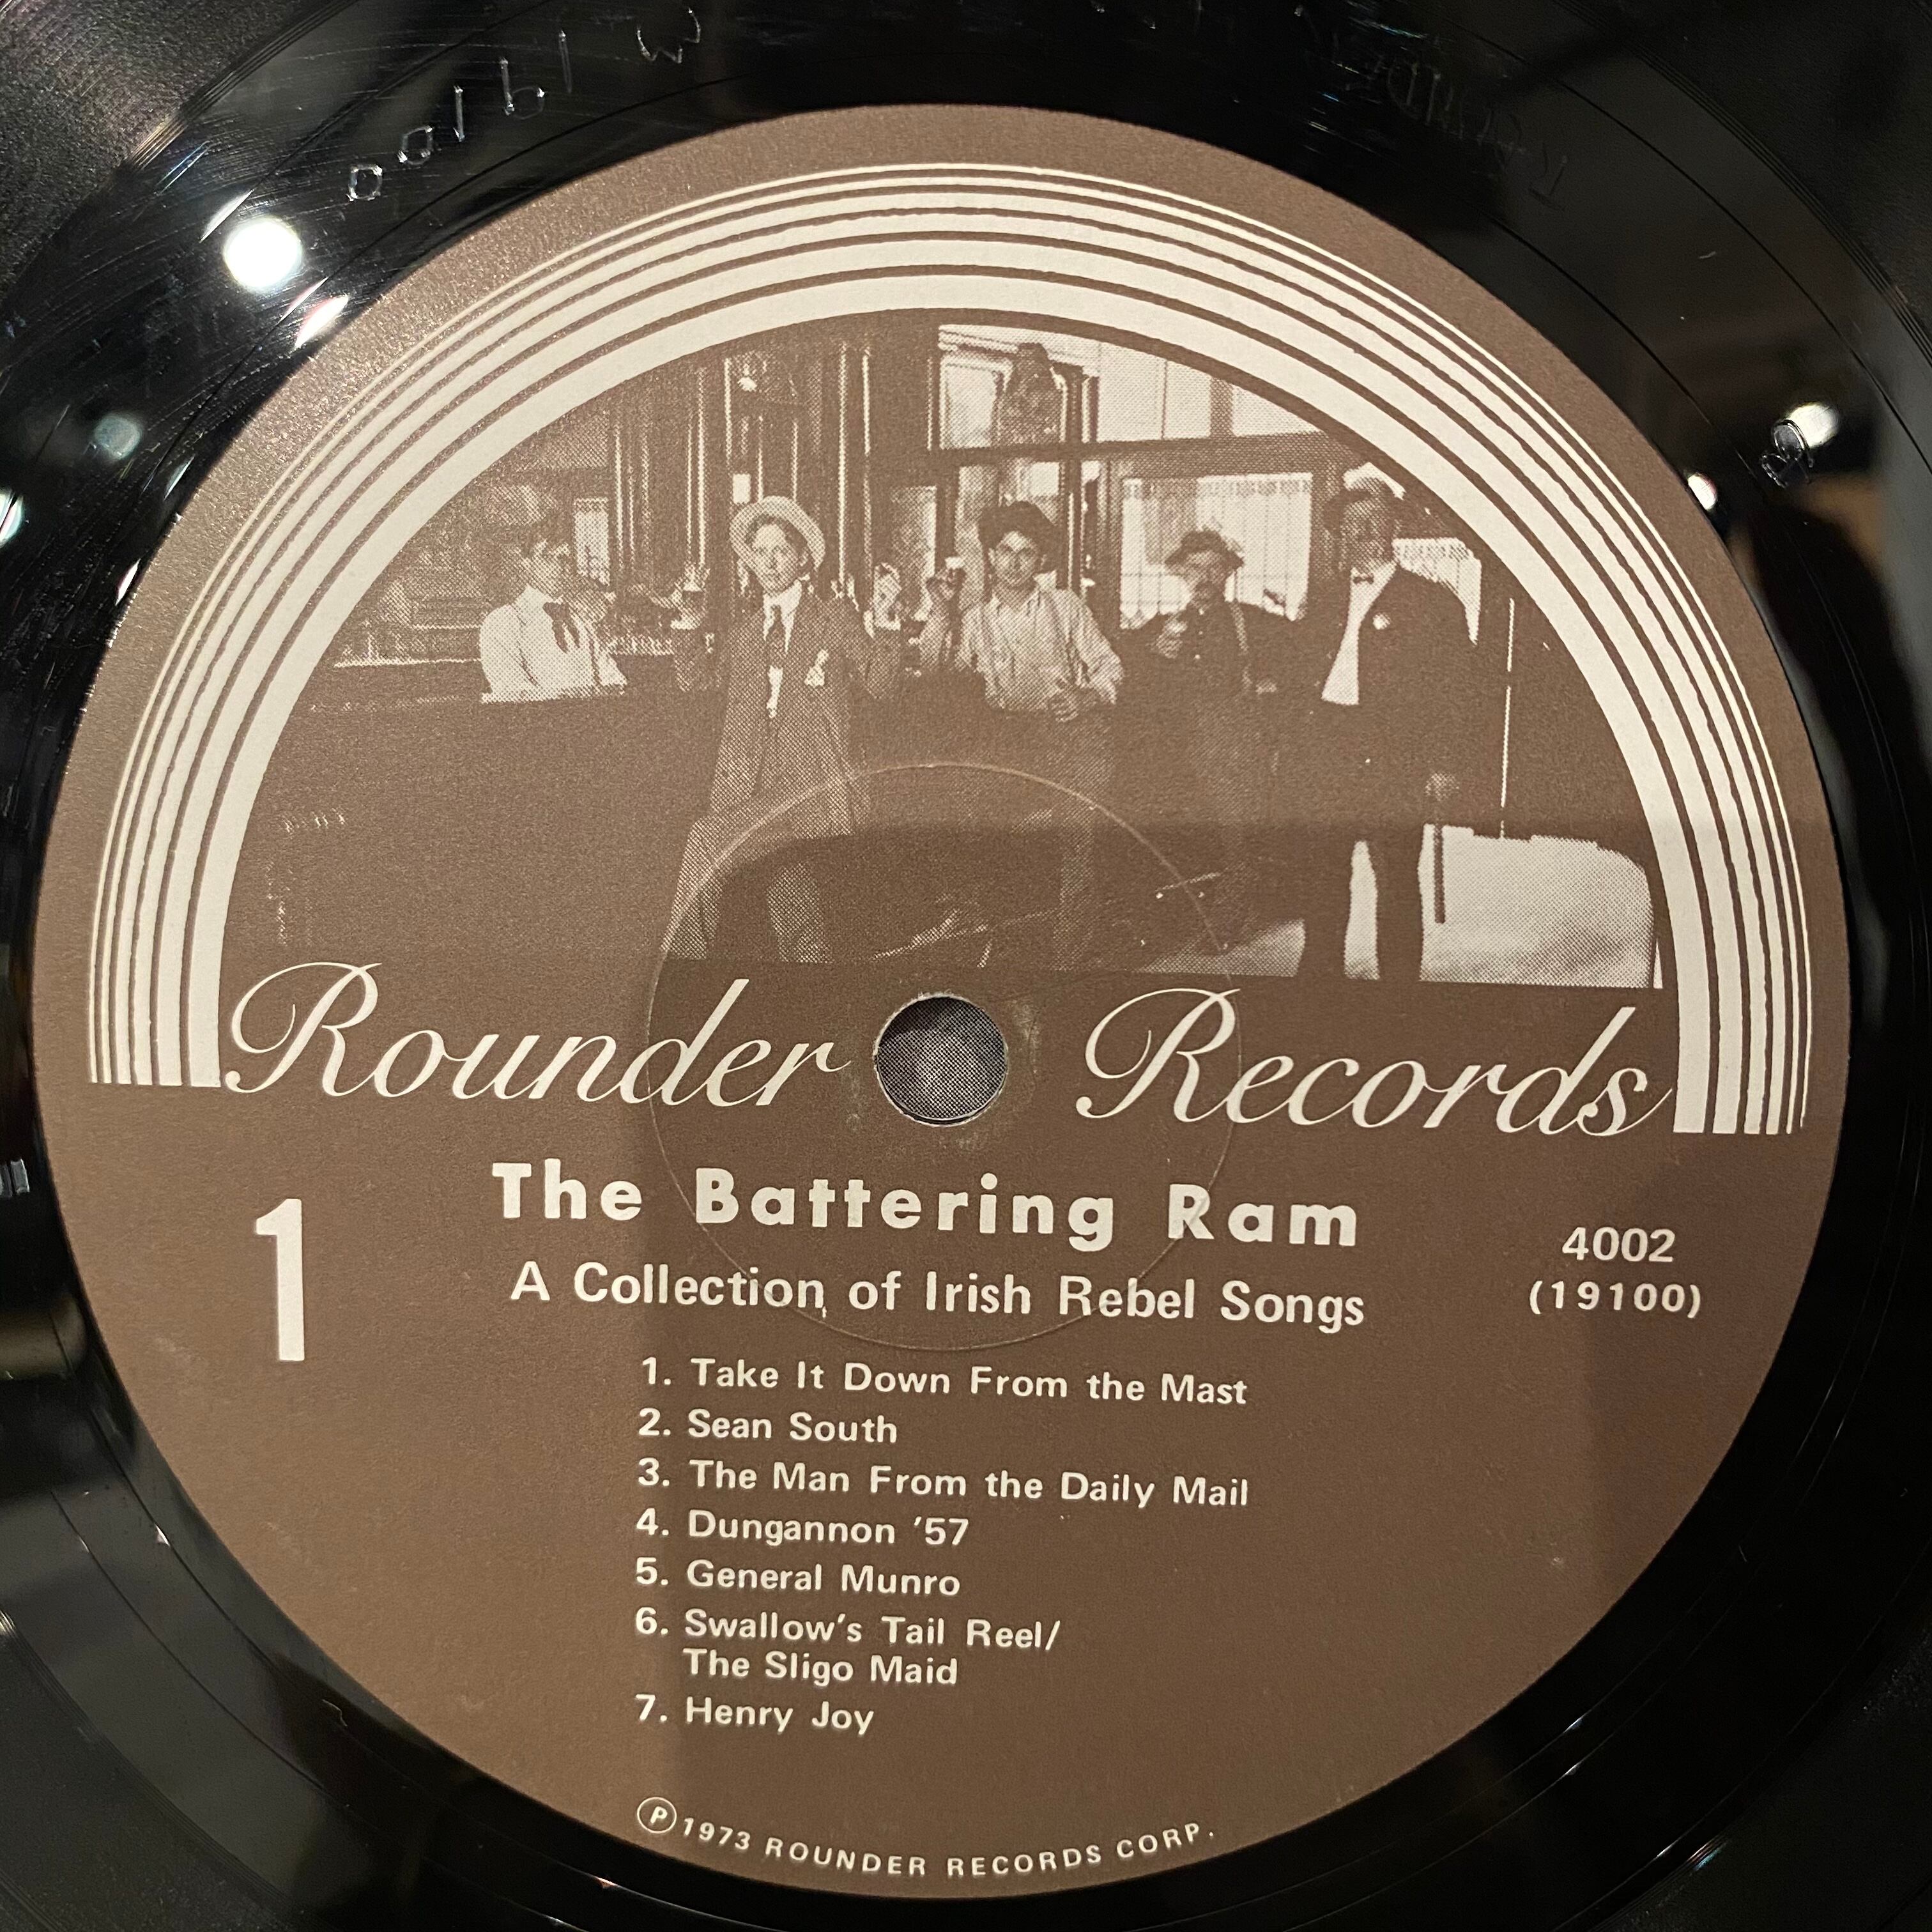 19100 M
Rounder Records
The Battering Ram
A Collection of Irish Rebel Songs
1
4002
(19100)
1. Take It Down From the Mast
2. Sean South
3. The Man From the Daily Mail
4. Dungannon '57
5. General Munro
6. Swallow's Tail Reel/
The Sligo Maid
7. Henry Joy
Ⓟ 1973 ROUNDER RECORDS CORP.